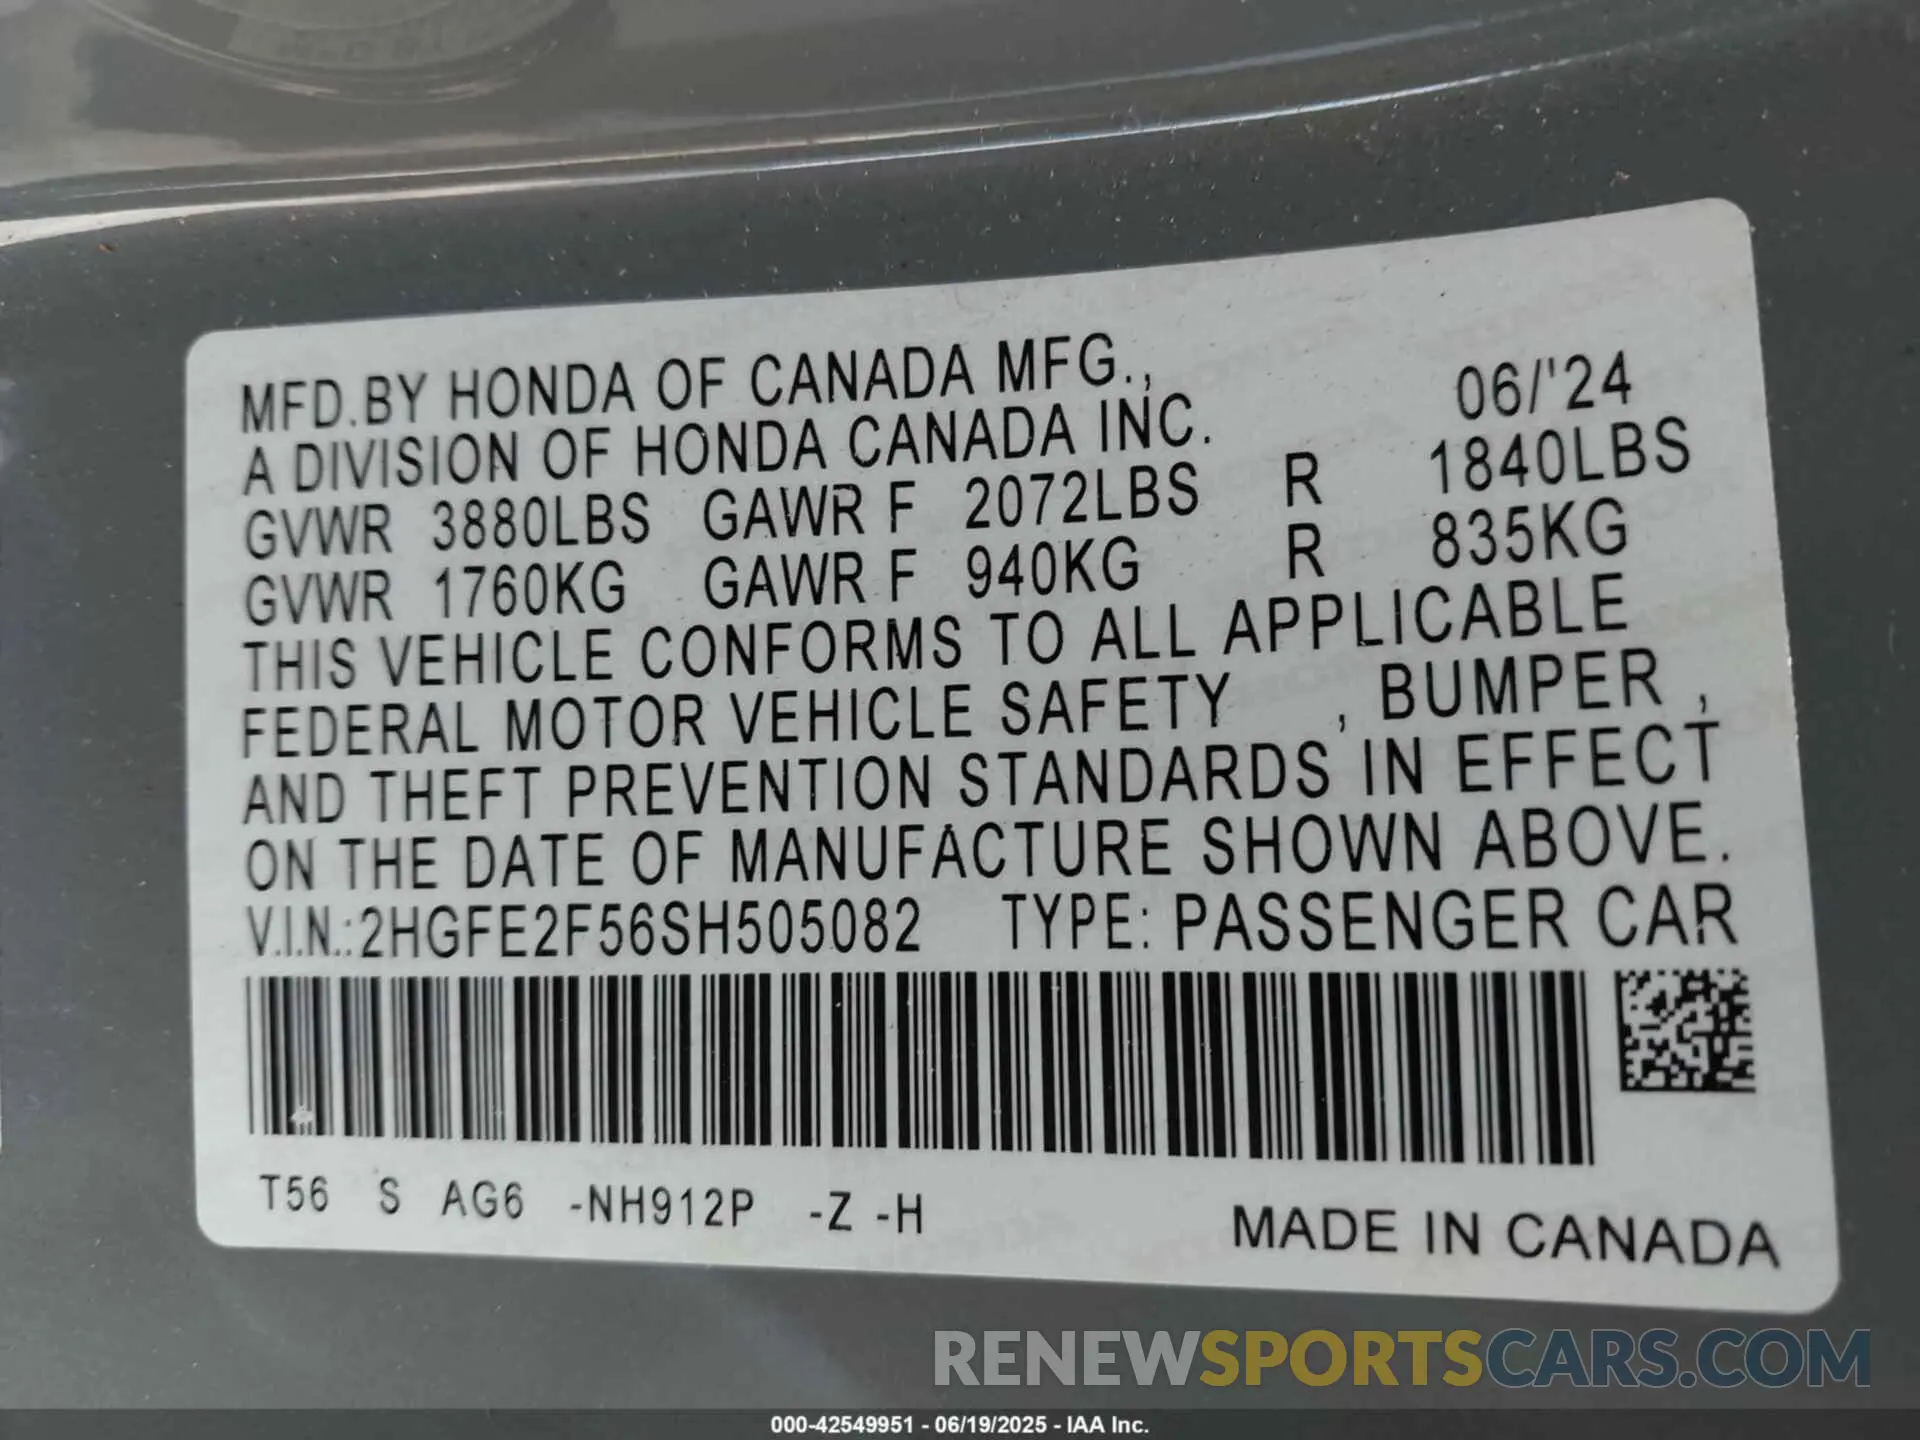 MFD.BY HONDA OF CANADA MFG.,
A DIVISION OF HONDA CANADA INC. 06/'24
GVWR 3880LBS GAWR F 2072LBS R 1840LBS
GVWR 1760KG GAWR F 940KG R 835KG
THIS VEHICLE CONFORMS TO ALL APPLICABLE
FEDERAL MOTOR VEHICLE SAFETY , BUMPER ,
AND THEFT PREVENTION STANDARDS IN EFFECT
ON THE DATE OF MANUFACTURE SHOWN ABOVE.
V.I.N.:2HGFE2F56SH505082 TYPE: PASSENGER CAR
T56 S AG6 -NH912P -Z -H
MADE IN CANADA
RENEWSPORTSCARS.COM
000-42549951 - 06/19/2025 - IAA Inc.